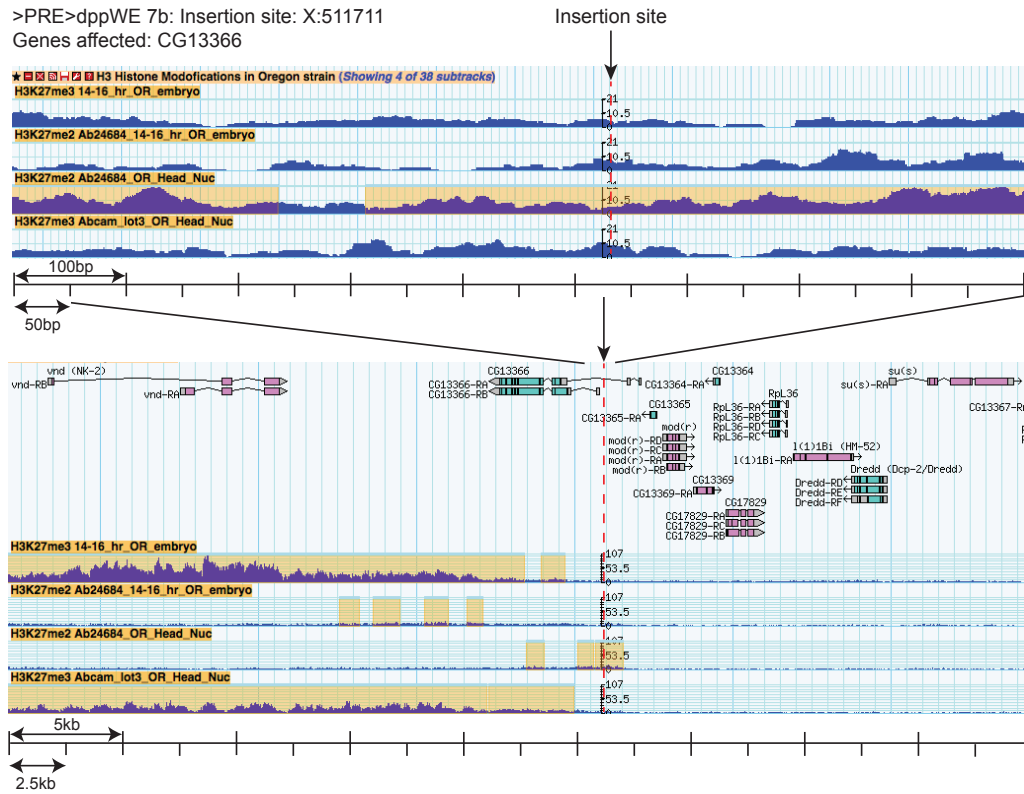 >PRE>dppWE 7b: Insertion site: X:511711
Insertion site
Genes affected: CG13366
H3 Histone Modofications in Oregon strain (Showing 4 of 38 subtracks)
H3K27me3 14-16_hr_OR_embryo
21
10.5
0
H3K27me2 Ab24684_14-16_hr_OR_embryo
21
10.5
0
H3K27me2 Ab24684_OR_Head_Nuc
21
10.5
0
H3K27me3 Abcam_lot3_OR_Head_Nuc
21
10.5
0
100bp
50bp
vnd (NK-2)
vnd-RB
vnd-RA
CG13366
CG13366-RA
CG13366-RB
CG13364
CG13364-RA
CG13365
CG13365-RA
mod(r)
mod(r)-RD
mod(r)-RC
mod(r)-RA
mod(r)-RB
CG13369
CG13369-RA
CG17829
CG17829-RA
CG17829-RC
CG17829-RB
RpL36
RpL36-RA
RpL36-RB
RpL36-RD
RpL36-RC
su(s)
su(s)-RA
CG13367-RA
l(1)1Bi (HM-52)
l(1)1Bi-RA
Dredd (Dcp-2/Dredd)
Dredd-RD
Dredd-RE
Dredd-RF
H3K27me3 14-16_hr_OR_embryo
107
53.5
0
H3K27me2 Ab24684_14-16_hr_OR_embryo
107
53.5
0
H3K27me2 Ab24684_OR_Head_Nuc
107
53.5
0
H3K27me3 Abcam_lot3_OR_Head_Nuc
107
53.5
0
5kb
2.5kb